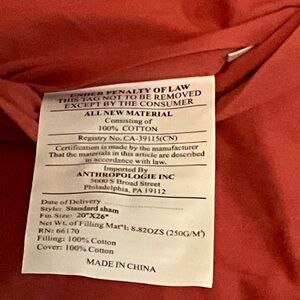 UNDER PENALTY OF LAW
THIS TAG NOT TO BE REMOVED
EXCEPT BY THE CONSUMER
ALL NEW MATERIAL
Consisting of
100% COTTON
Registry No. CA-39115(CN)
Certification is made by the manufacturer
That the materials in this article are described
in accordance with law.
Imported By
ANTHROPOLOGIE INC
5000 S Broad Street
Philadelphia, PA 19112
Date of Delivery
Style: Standard sham
Fin Size: 20"X26"
Net Wt. of Filling Mat'l: 8.82OZS (250G/M²)
RN: 66170
Filling: 100% Cotton
Cover: 100% Cotton
MADE IN CHINA